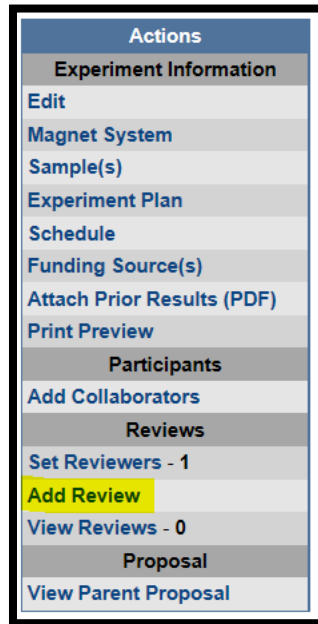 Actions
Experiment Information
Edit
Magnet System
Sample(s)
Experiment Plan
Schedule
Funding Source(s)
Attach Prior Results (PDF)
Print Preview
Participants
Add Collaborators
Reviews
Set Reviewers - 1
Add Review
View Reviews - 0
Proposal
View Parent Proposal